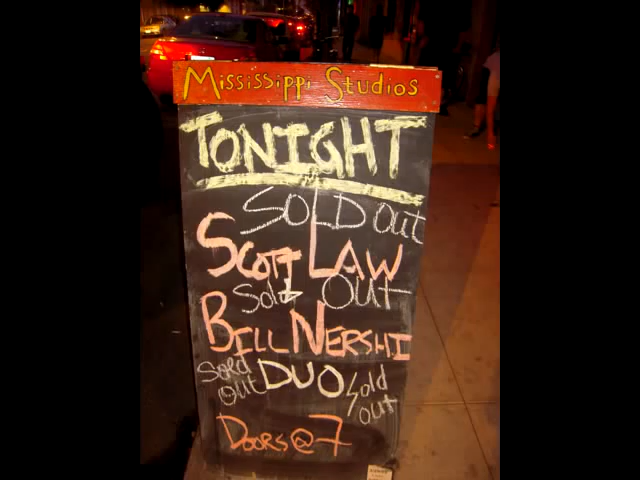 Mississippi Studios
TONIGHT
SOLD Out
SCOTT LAW
Sold OUT
BILL NERSHI
Sold out DUO Sold out
DOORS@7